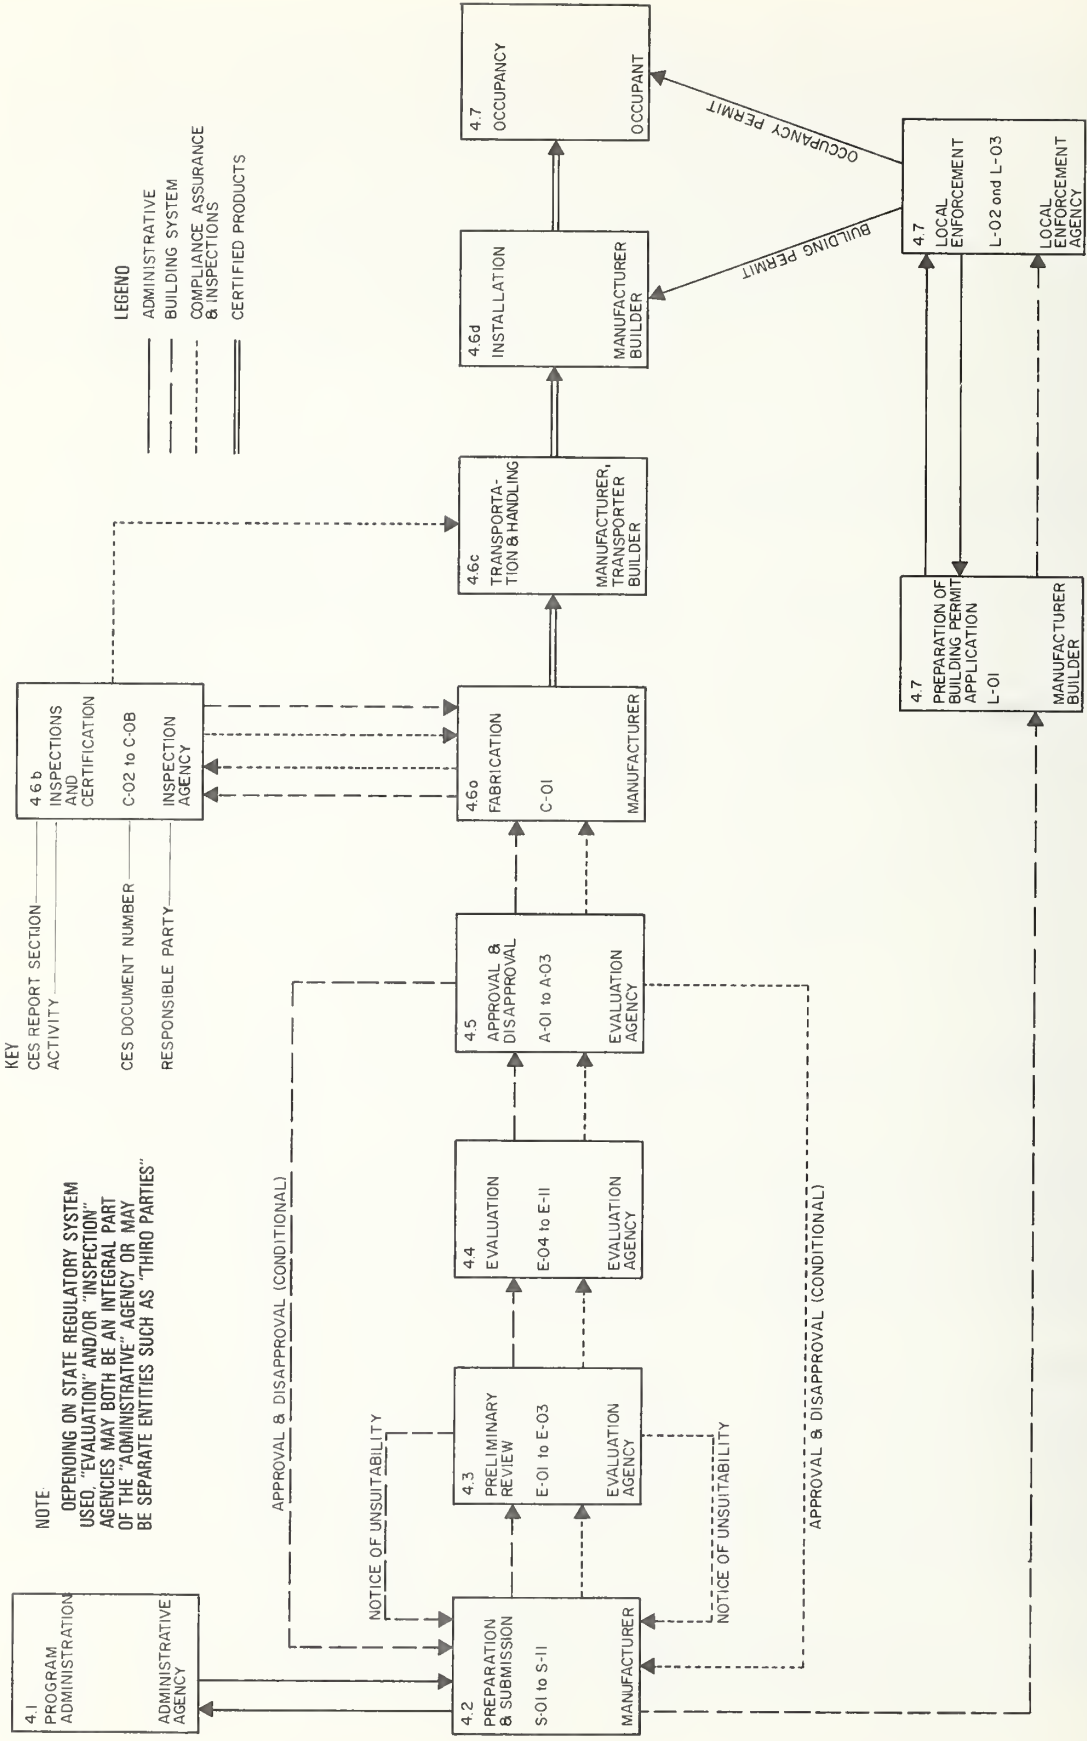 NOTE:
DEPENDING ON STATE REGULATORY SYSTEM
USED, "EVALUATION" AND/OR "INSPECTION"
AGENCIES MAY BOTH BE AN INTEGRAL PART
OF THE "ADMINISTRATIVE" AGENCY OR MAY
BE SEPARATE ENTITIES SUCH AS "THIRD PARTIES"
KEY
CES REPORT SECTION
ACTIVITY
CES DOCUMENT NUMBER
RESPONSIBLE PARTY
4.6b
INSPECTIONS
AND
CERTIFICATION
C-02 to C-08
INSPECTION
AGENCY
LEGEND
ADMINISTRATIVE
BUILDING SYSTEM
COMPLIANCE ASSURANCE
& INSPECTIONS
CERTIFIED PRODUCTS
4.1
PROGRAM
ADMINISTRATION
ADMINISTRATIVE
AGENCY
APPROVAL & DISAPPROVAL (CONDITIONAL)
NOTICE OF UNSUITABILITY
4.2
PREPARATION
& SUBMISSION
S-01 to S-11
MANUFACTURER
4.3
PRELIMINARY
REVIEW
E-01 to E-03
EVALUATION
AGENCY
4.4
EVALUATION
E-04 to E-11
EVALUATION
AGENCY
4.5
APPROVAL &
DISAPPROVAL
A-01 to A-03
EVALUATION
AGENCY
4.6a
FABRICATION
C-01
MANUFACTURER
4.6c
TRANSPORTA-
TION & HANDLING
MANUFACTURER,
TRANSPORTER
BUILDER
4.6d
INSTALLATION
MANUFACTURER
BUILDER
4.7
OCCUPANCY
OCCUPANT
NOTICE OF UNSUITABILITY
APPROVAL & DISAPPROVAL (CONDITIONAL)
BUILDING PERMIT
OCCUPANCY PERMIT
4.7
PREPARATION OF
BUILDING PERMIT
APPLICATION
L-01
MANUFACTURER
BUILDER
4.7
LOCAL
ENFORCEMENT
L-02 and L-03
LOCAL
ENFORCEMENT
AGENCY